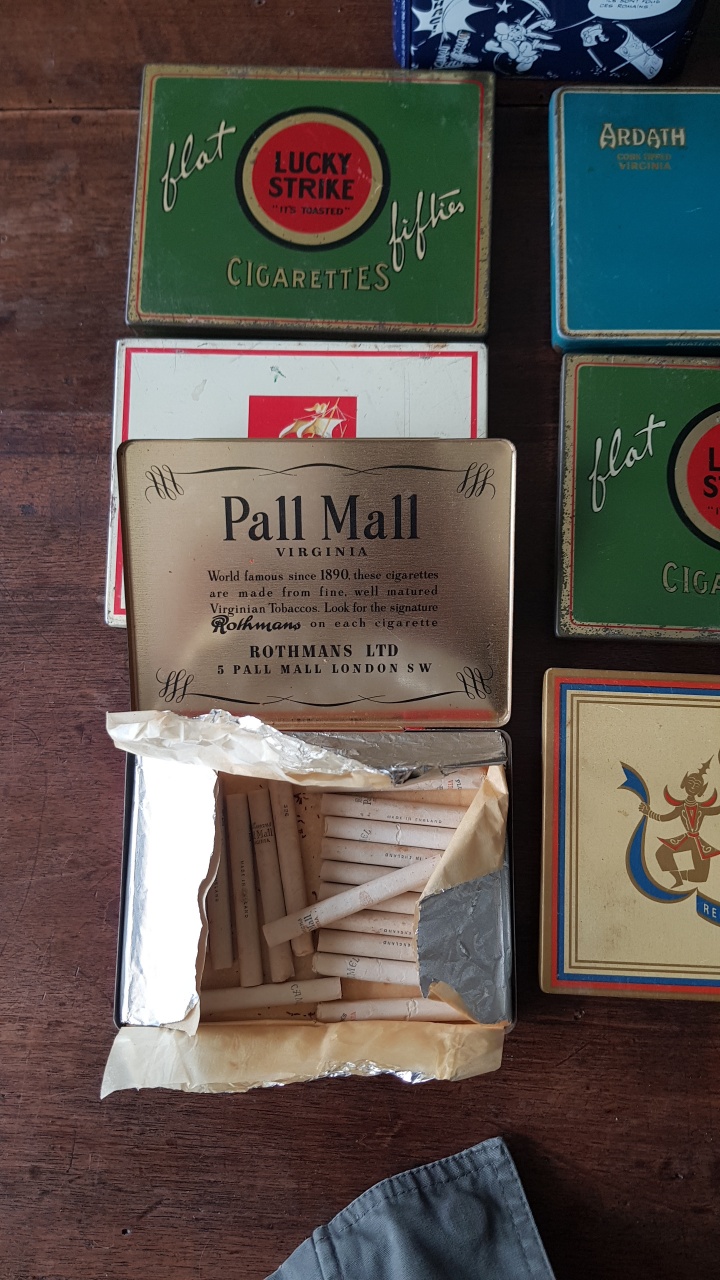 flat
LUCKY
STRIKE
"IT'S TOASTED"
fifties
CIGARETTES
ARDATH
CORK TIPPED
VIRGINIA
flat
Pall Mall
VIRGINIA
World famous since 1890, these cigarettes
are made from fine, well matured
Virginian Tobaccos. Look for the signature
Rothmans on each cigarette
ROTHMANS LTD
5 PALL MALL LONDON SW